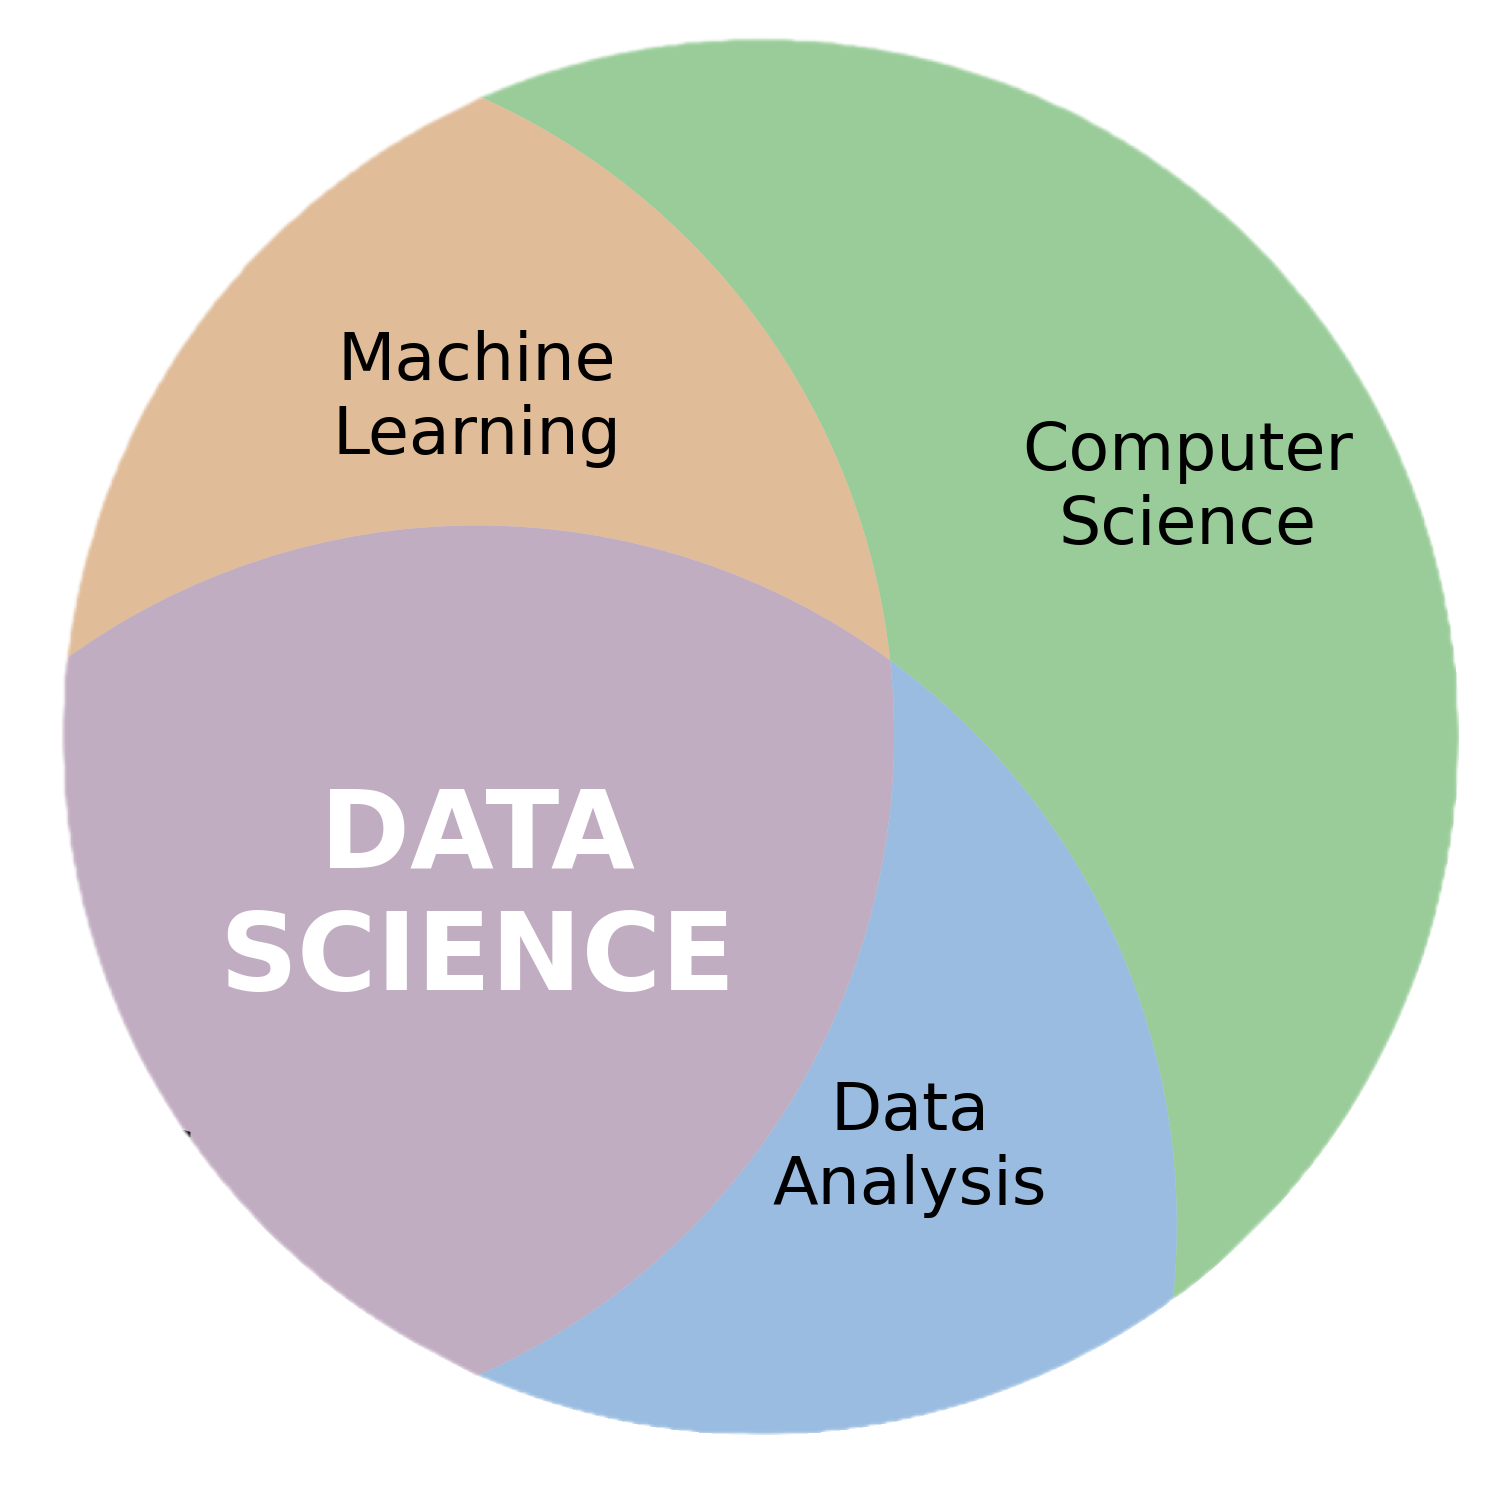 Machine
Learning
Computer
Science
DATA
SCIENCE
Data
Analysis